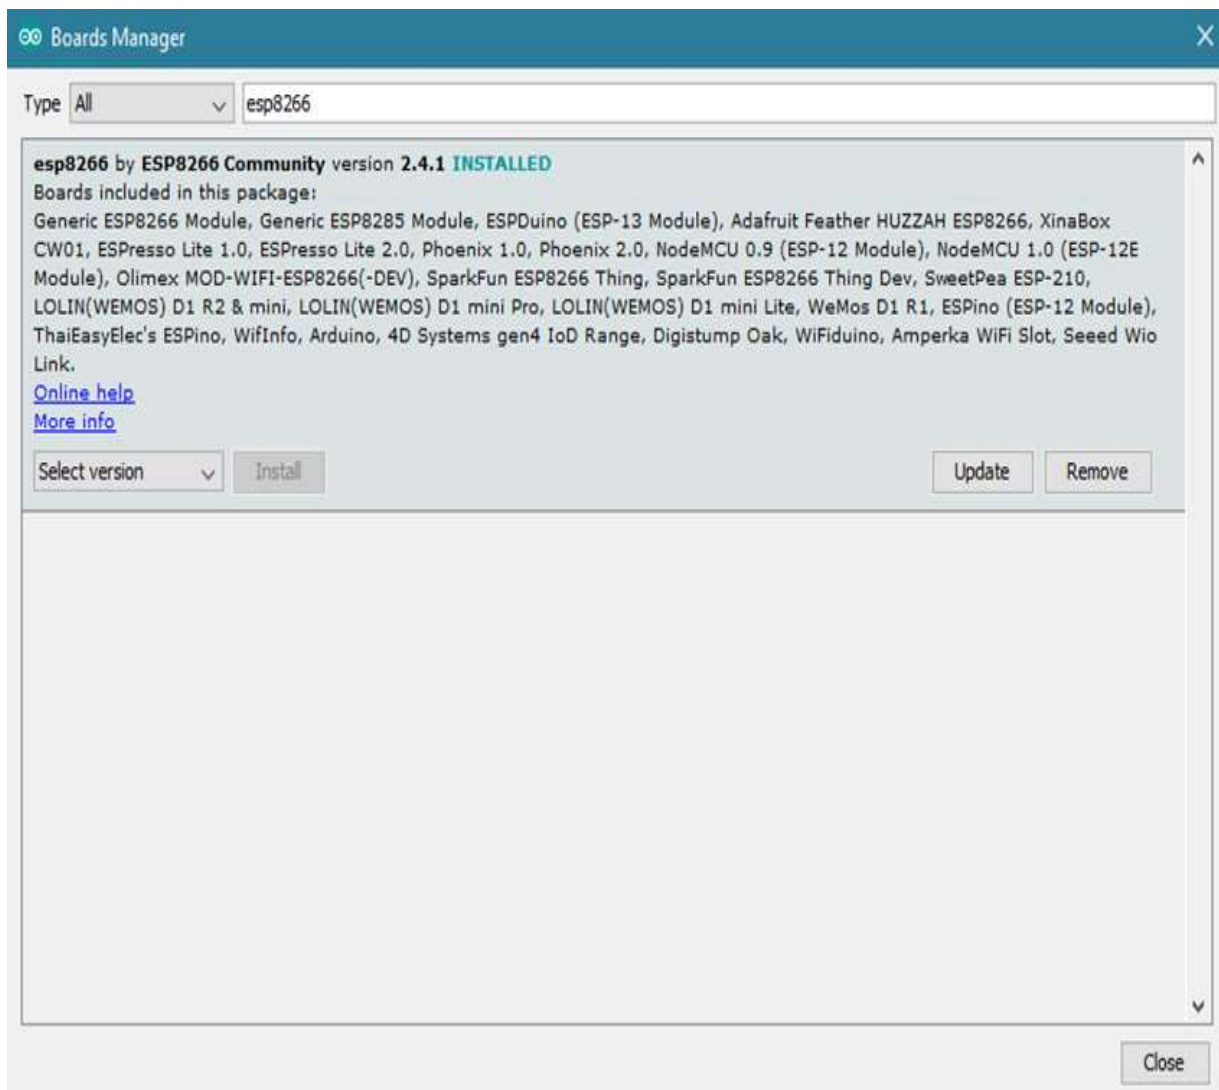 Boards Manager
Type All esp8266
esp8266 by ESP8266 Community version 2.4.1 INSTALLED
Boards included in this package:
Generic ESP8266 Module, Generic ESP8285 Module, ESPDuino (ESP-13 Module), Adafruit Feather HUZZAH ESP8266, XinaBox
CW01, ESPresso Lite 1.0, ESPresso Lite 2.0, Phoenix 1.0, Phoenix 2.0, NodeMCU 0.9 (ESP-12 Module), NodeMCU 1.0 (ESP-12E
Module), Olimex MOD-WIFI-ESP8266(-DEV), SparkFun ESP8266 Thing, SparkFun ESP8266 Thing Dev, SweetPea ESP-210,
LOLIN(WEMOS) D1 R2 & mini, LOLIN(WEMOS) D1 mini Pro, LOLIN(WEMOS) D1 mini Lite, WeMos D1 R1, ESPino (ESP-12 Module),
ThaiEasyElec's ESPino, WifInfo, Arduino, 4D Systems gen4 IoD Range, Digistump Oak, WiFiduino, Amperka WiFi Slot, Seeed Wio
Link.
Online help
More info
Select version Install Update Remove
Close